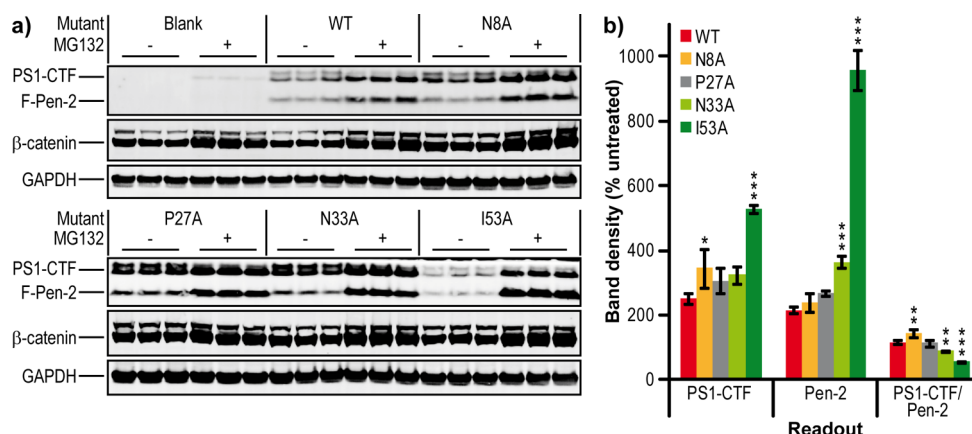 a)
Mutant Blank WT N8A
MG132 - + - + - +
PS1-CTF
F-Pen-2
β-catenin
GAPDH
Mutant P27A N33A I53A
MG132 - + - + - +
PS1-CTF
F-Pen-2
β-catenin
GAPDH
b)
WT
N8A
P27A
N33A
I53A
Band density (% untreated)
1000
800
600
400
200
0
* *** *** *** ** ** ***
PS1-CTF Pen-2 PS1-CTF/
Pen-2
Readout